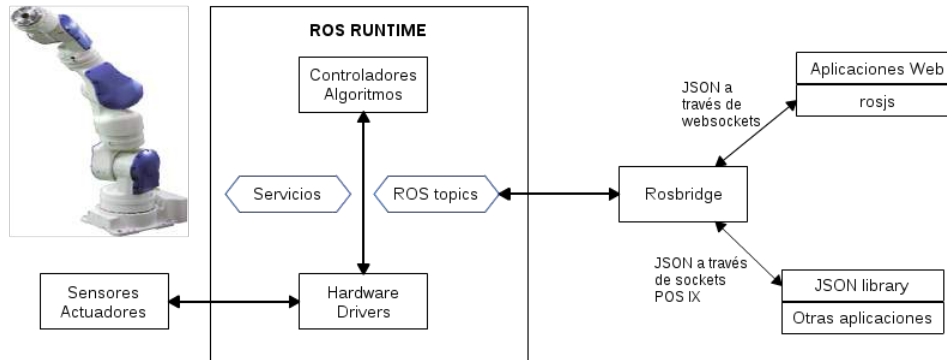 ROS RUNTIME
Controladores
Algoritmos
Servicios
ROS topics
Sensores
Actuadores
Hardware
Drivers
Rosbridge
JSON a
través de
websockets
Aplicaciones Web
rosjs
JSON a través
de sockets
POS IX
JSON library
Otras aplicaciones